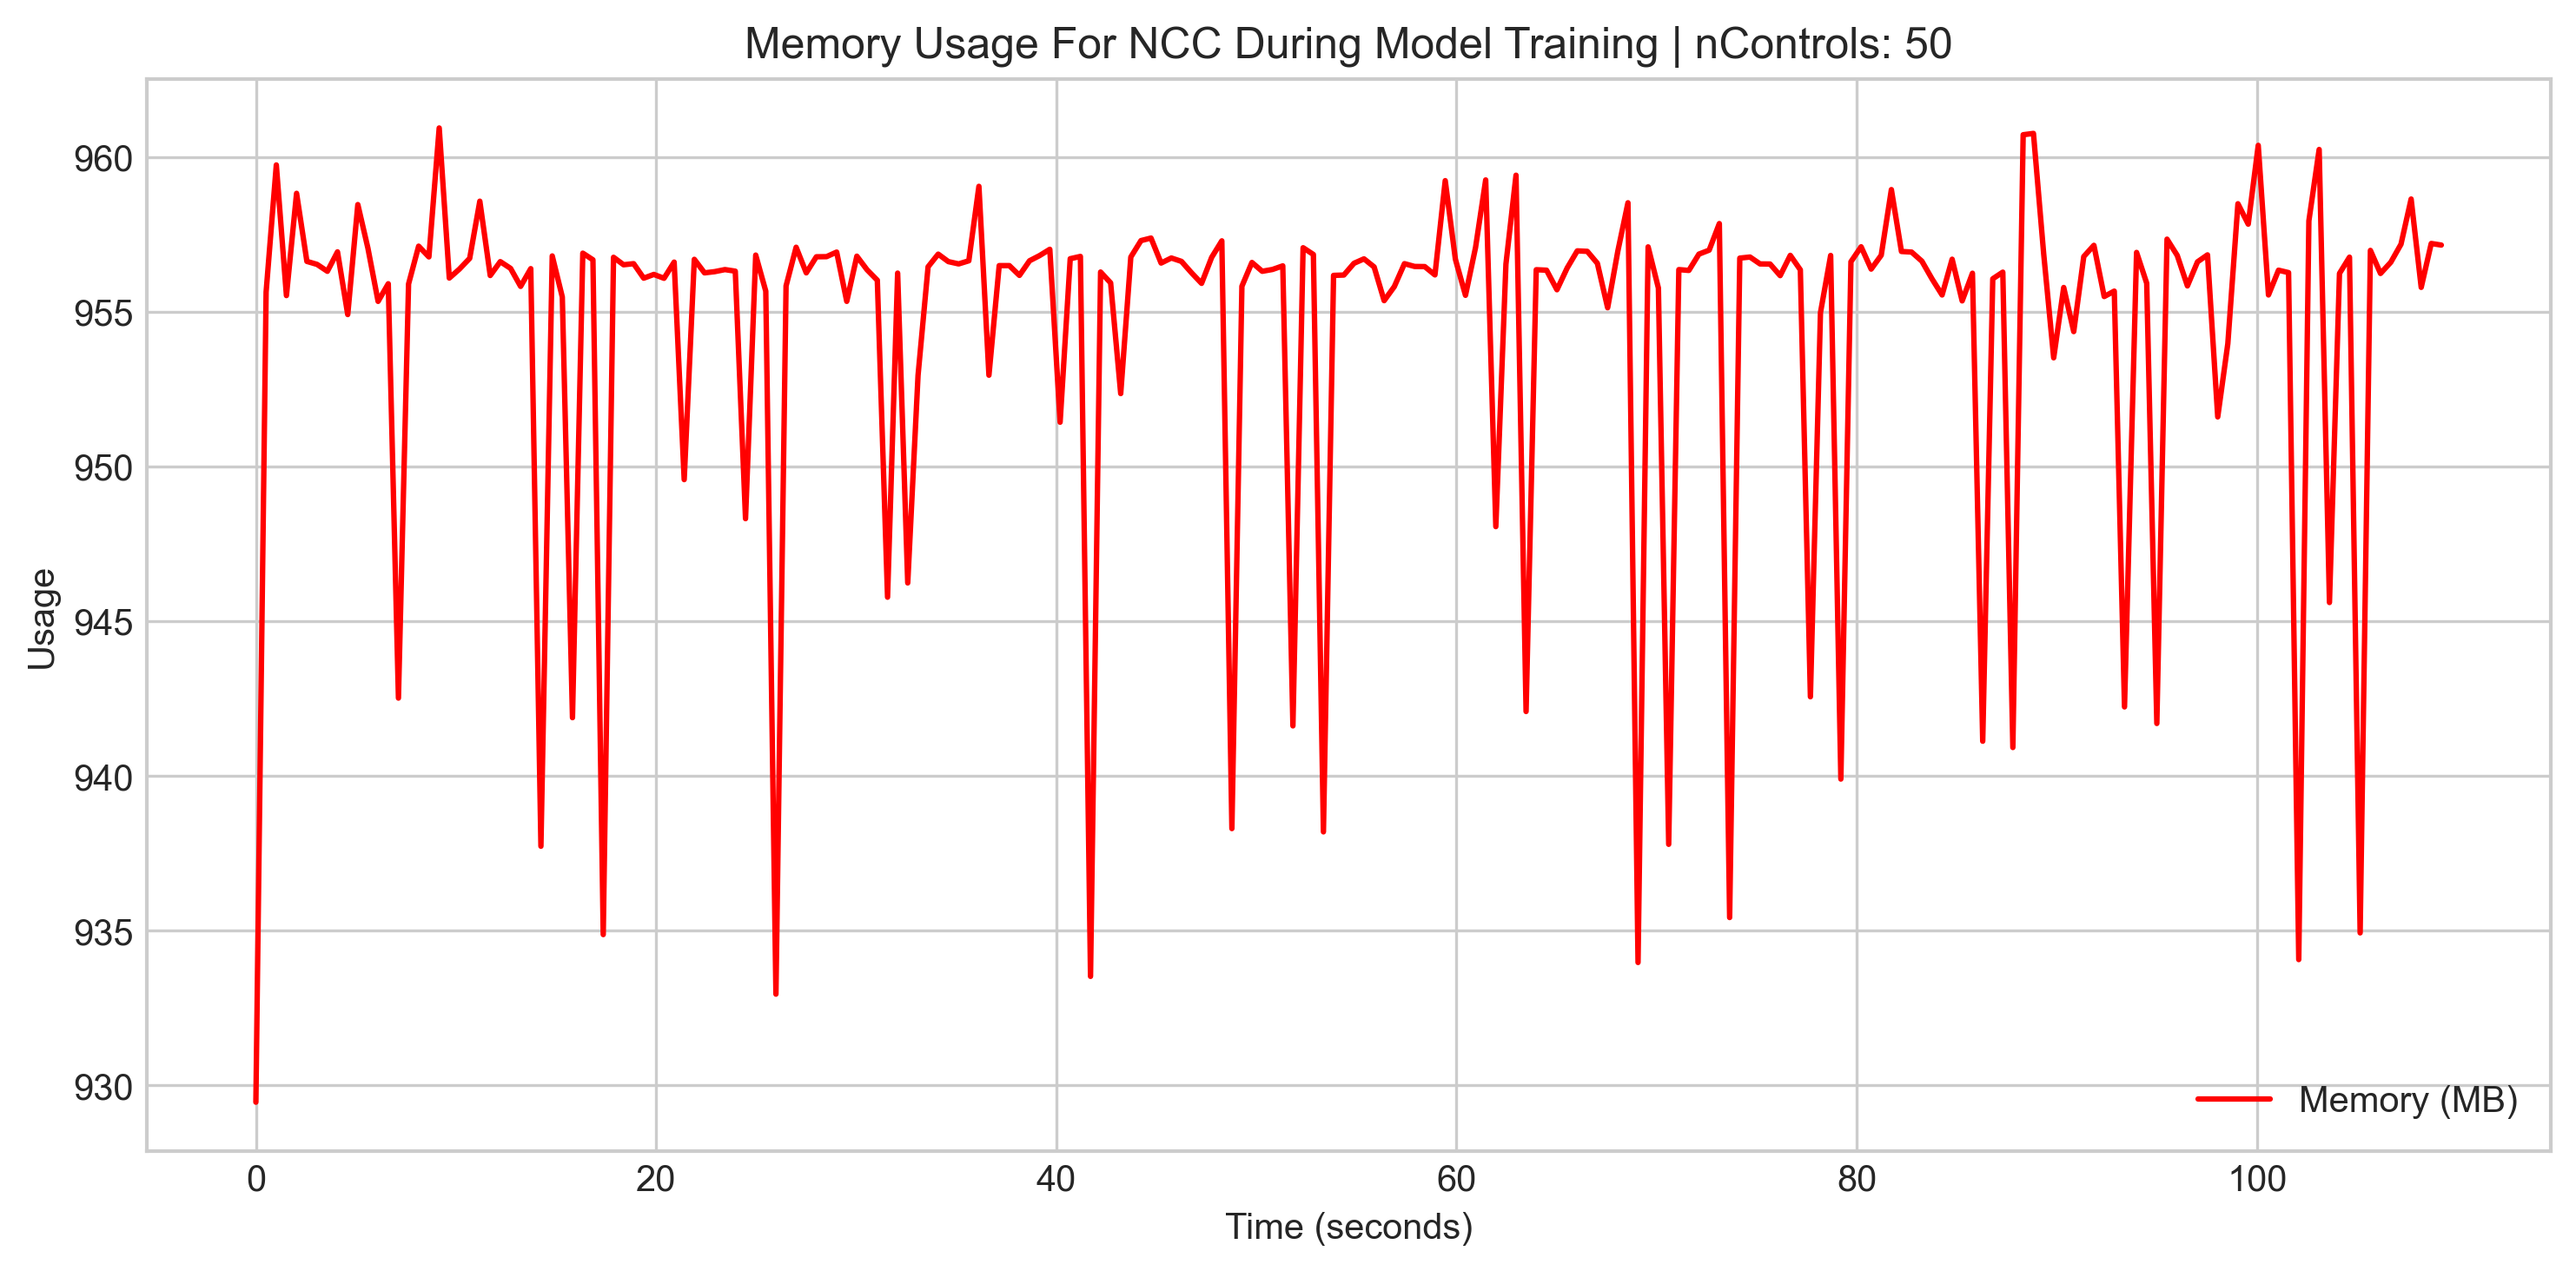 Memory Usage For NCC During Model Training | nControls: 50
960
955
950
945
940
935
930
Usage
Memory (MB)
0 20 40 60 80 100
Time (seconds)